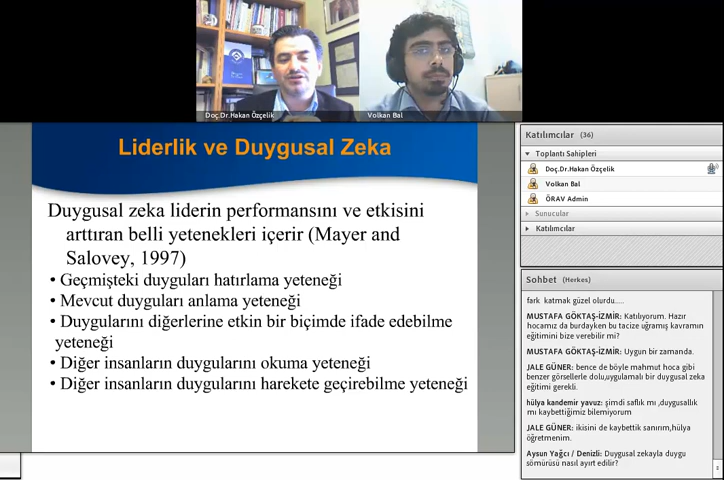 Doç.Dr.Hakan Özçelik
Volkan Bal
Liderlik ve Duygusal Zeka
Duygusal zeka liderin performansını ve etkisini
arttıran belli yetenekleri içerir (Mayer and
Salovey, 1997)
• Geçmişteki duyguları hatırlama yeteneği
• Mevcut duyguları anlama yeteneği
• Duygularını diğerlerine etkin bir biçimde ifade edebilme
yeteneği
• Diğer insanların duygularını okuma yeteneği
• Diğer insanların duygularını harekete geçirebilme yeteneği
Katılımcılar (36)
Toplantı Sahipleri
Doç.Dr.Hakan Özçelik
Volkan Bal
ÖRAV Admin
Sunucular
Katılımcılar
Sohbet (Herkes)
fark katmak güzel olurdu.....
MUSTAFA GÖKTAŞ-İZMİR: Katılıyorum. Hazır
hocamız da burdayken bu tacize uğramış kavramın
eğitimini bize verebilir mi?
MUSTAFA GÖKTAŞ-İZMİR: Uygun bir zamanda.
JALE GÜNER: bence de böyle mahmut hoca gibi
benzer görsellerle dolu,uygulamalı bir duygusal zeka
eğitimi gerekli.
hülya kandemir yavuz: şimdi saflık mı ,duygusallık
mı kaybettiğimiz bilemiyorum
JALE GÜNER: ikisini de kaybettik sanırım,hülya
öğretmenim.
Aysun Yağcı / Denizli: Duygusal zekayla duygu
sömürüsü nasıl ayırt edilir?